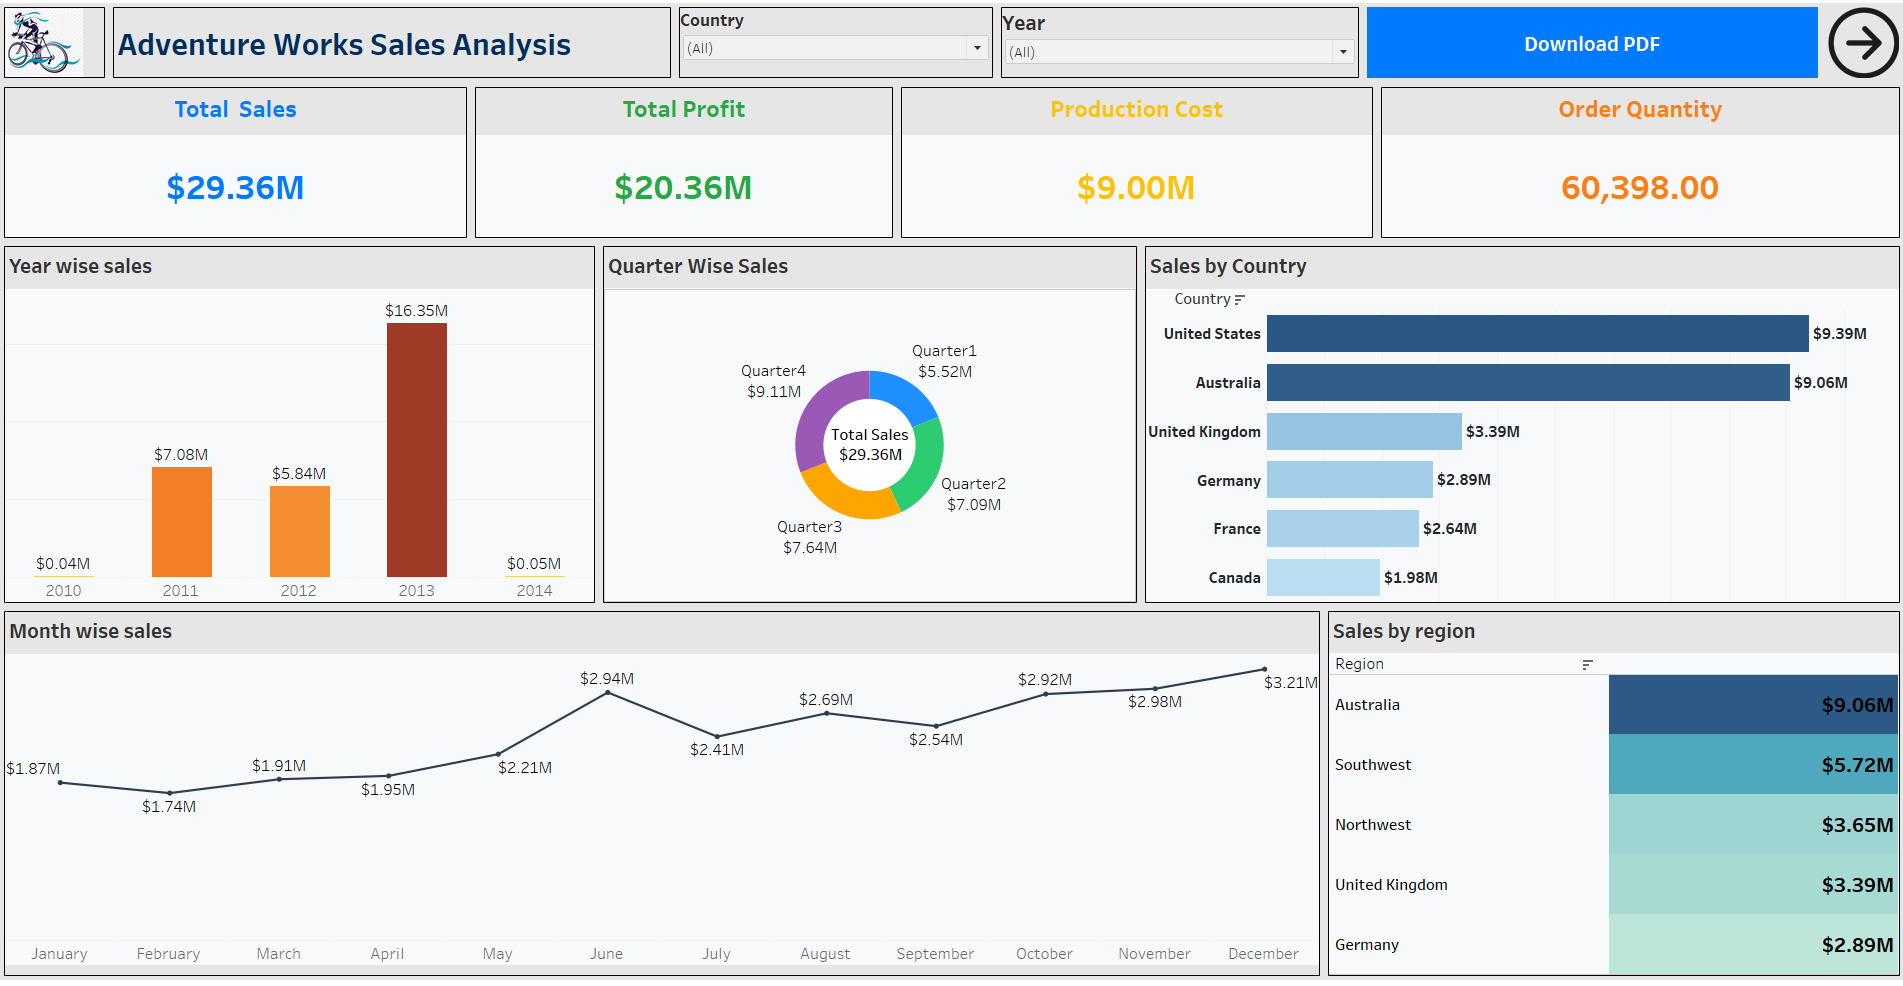 Adventure Works Sales Analysis
Country
(All)
Year
(All)
Download PDF
Total Sales
$29.36M
Total Profit
$20.36M
Production Cost
$9.00M
Order Quantity
60,398.00
Year wise sales
$0.04M
$7.08M
$5.84M
$16.35M
$0.05M
2010
2011
2012
2013
2014
Quarter Wise Sales
Quarter1
$5.52M
Quarter4
$9.11M
Total Sales
$29.36M
Quarter2
$7.09M
Quarter3
$7.64M
Sales by Country
Country
United States
$9.39M
Australia
$9.06M
United Kingdom
$3.39M
Germany
$2.89M
France
$2.64M
Canada
$1.98M
Month wise sales
$1.87M
$1.74M
$1.91M
$1.95M
$2.21M
$2.94M
$2.41M
$2.69M
$2.54M
$2.92M
$2.98M
$3.21M
January
February
March
April
May
June
July
August
September
October
November
December
Sales by region
Region
Australia
$9.06M
Southwest
$5.72M
Northwest
$3.65M
United Kingdom
$3.39M
Germany
$2.89M